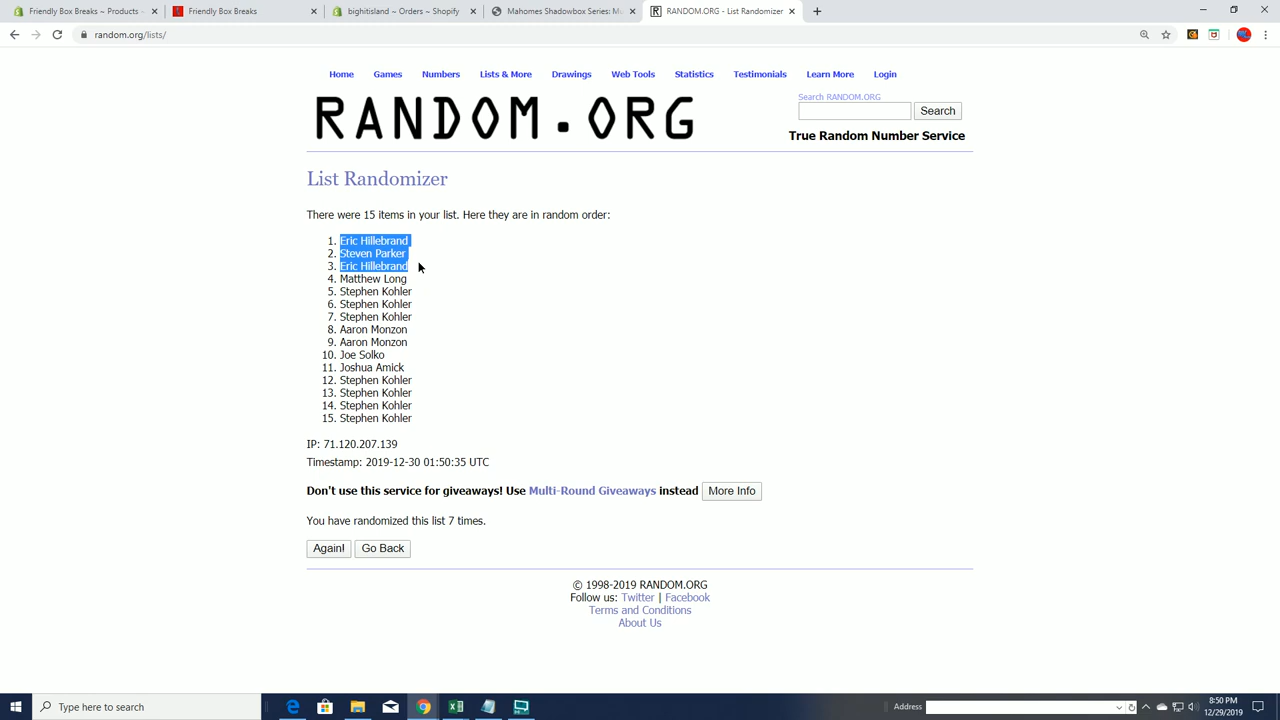 Friendly Box Breaks ~ Products ~
Friendly Box Breaks
bightitisland ~ Orders ~ Shopify
Mahomes Shadowbox Series: Mu
RANDOM.ORG - List Randomizer
random.org/lists/
Home Games Numbers Lists & More Drawings Web Tools Statistics Testimonials Learn More Login
Search RANDOM.ORG
RANDOM.ORG
Search
True Random Number Service
List Randomizer
There were 15 items in your list. Here they are in random order:
1. Eric Hillebrand
2. Steven Parker
3. Eric Hillebrand
4. Matthew Long
5. Stephen Kohler
6. Stephen Kohler
7. Stephen Kohler
8. Aaron Monzon
9. Aaron Monzon
10. Joe Solko
11. Joshua Amick
12. Stephen Kohler
13. Stephen Kohler
14. Stephen Kohler
15. Stephen Kohler
IP: 71.120.207.139
Timestamp: 2019-12-30 01:50:35 UTC
Don't use this service for giveaways! Use Multi-Round Giveaways instead More Info
You have randomized this list 7 times.
Again! Go Back
© 1998-2019 RANDOM.ORG
Follow us: Twitter | Facebook
Terms and Conditions
About Us
Type here to search
Address
8:50 PM
12/29/2019